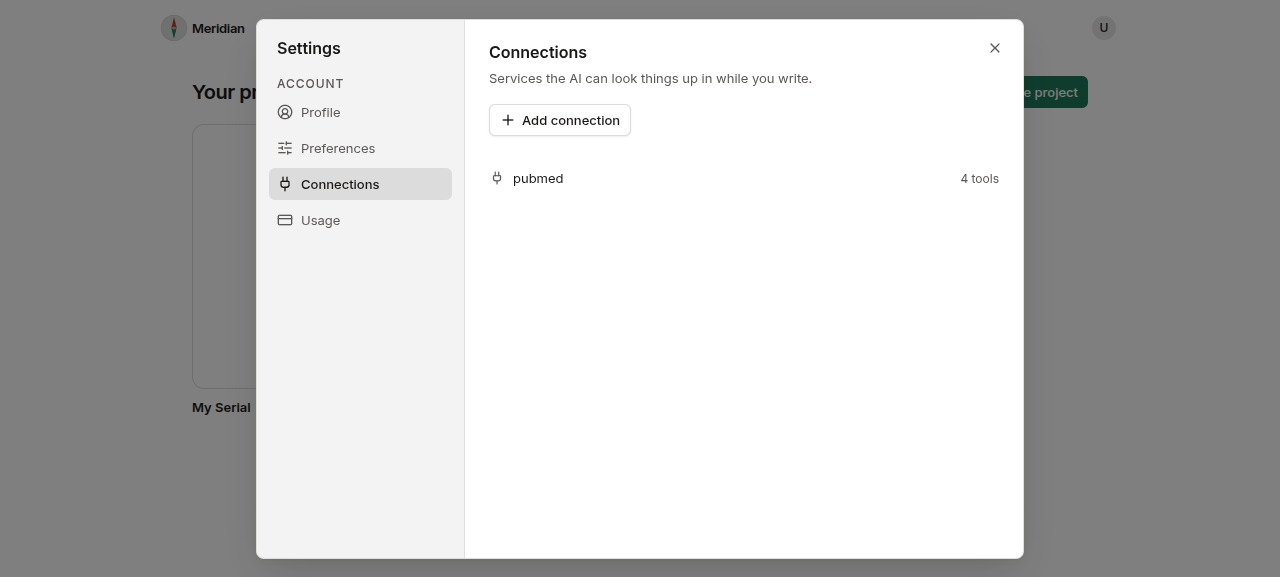 Meridian
U
Your pr
e project
My Serial
Settings
ACCOUNT
Profile
Preferences
Connections
Usage
Connections
Services the AI can look things up in while you write.
Add connection
pubmed
4 tools